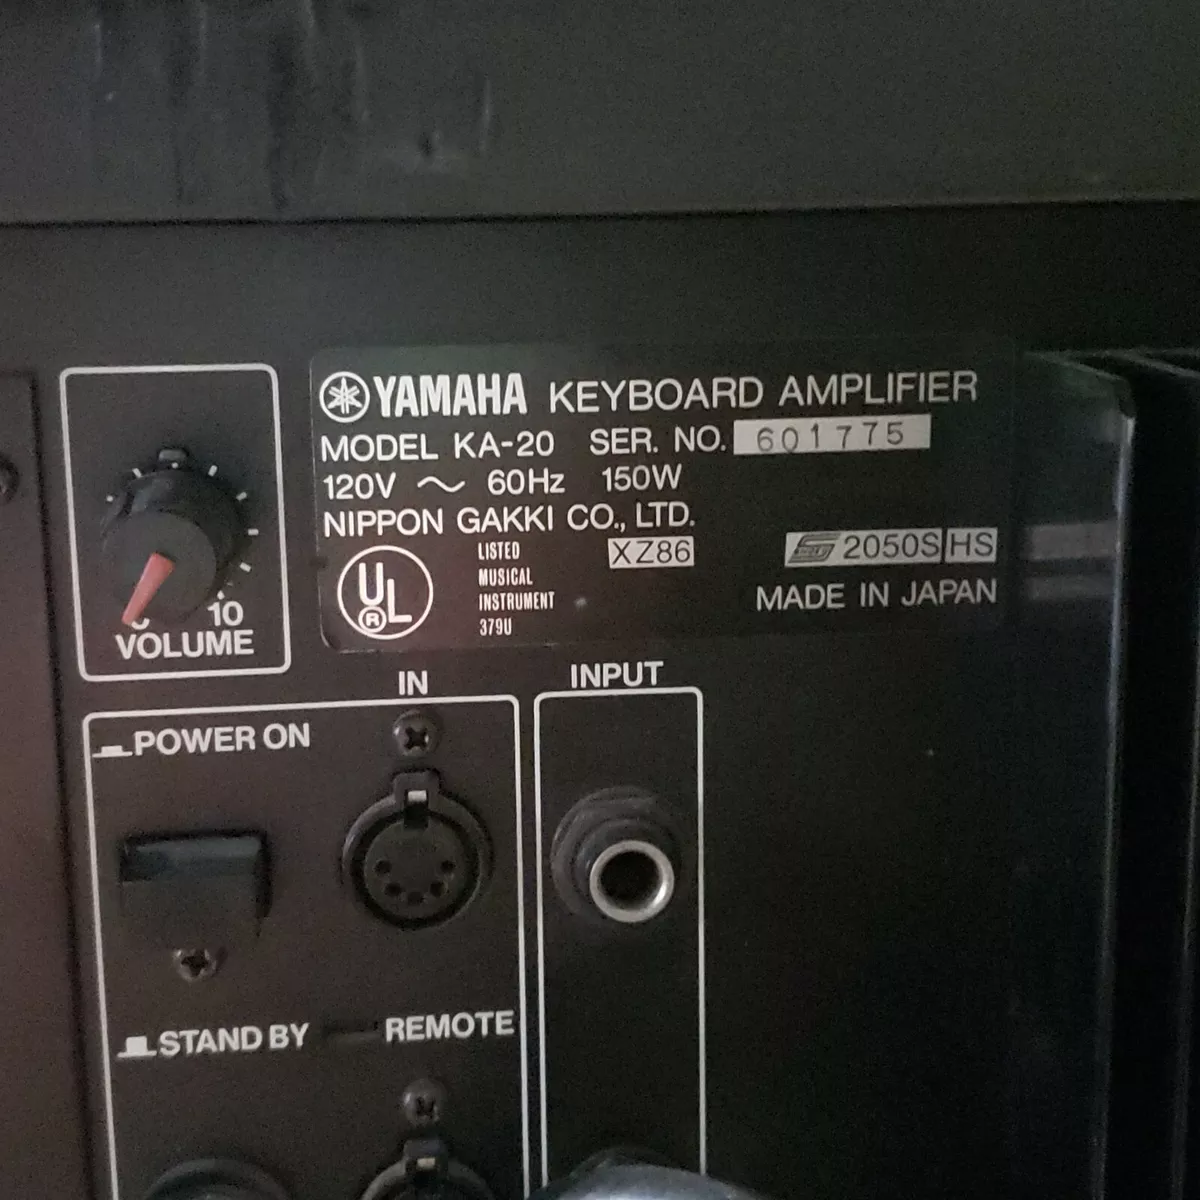 YAMAHA KEYBOARD AMPLIFIER
MODEL KA-20 SER. NO. 601775
120V ~ 60Hz 150W
NIPPON GAKKI CO., LTD.
UL ®
LISTED
MUSICAL
INSTRUMENT
379U
XZ86
2050S HS
MADE IN JAPAN
10
VOLUME
IN
INPUT
POWER ON
STAND BY
REMOTE